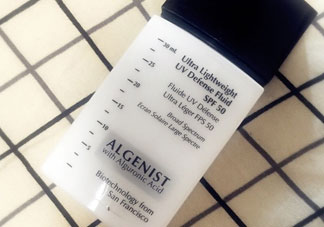 30 mL
25
20
15
10
5
Ultra Lightweight
UV Defense Fluid
SPF 50
Fluide UV Défense
Ultra Léger FPS 50
Broad Spectrum
Ecran Solaire Large Spectre
ALGENIST
with Alguronic Acid
Biotechnology from
San Francisco